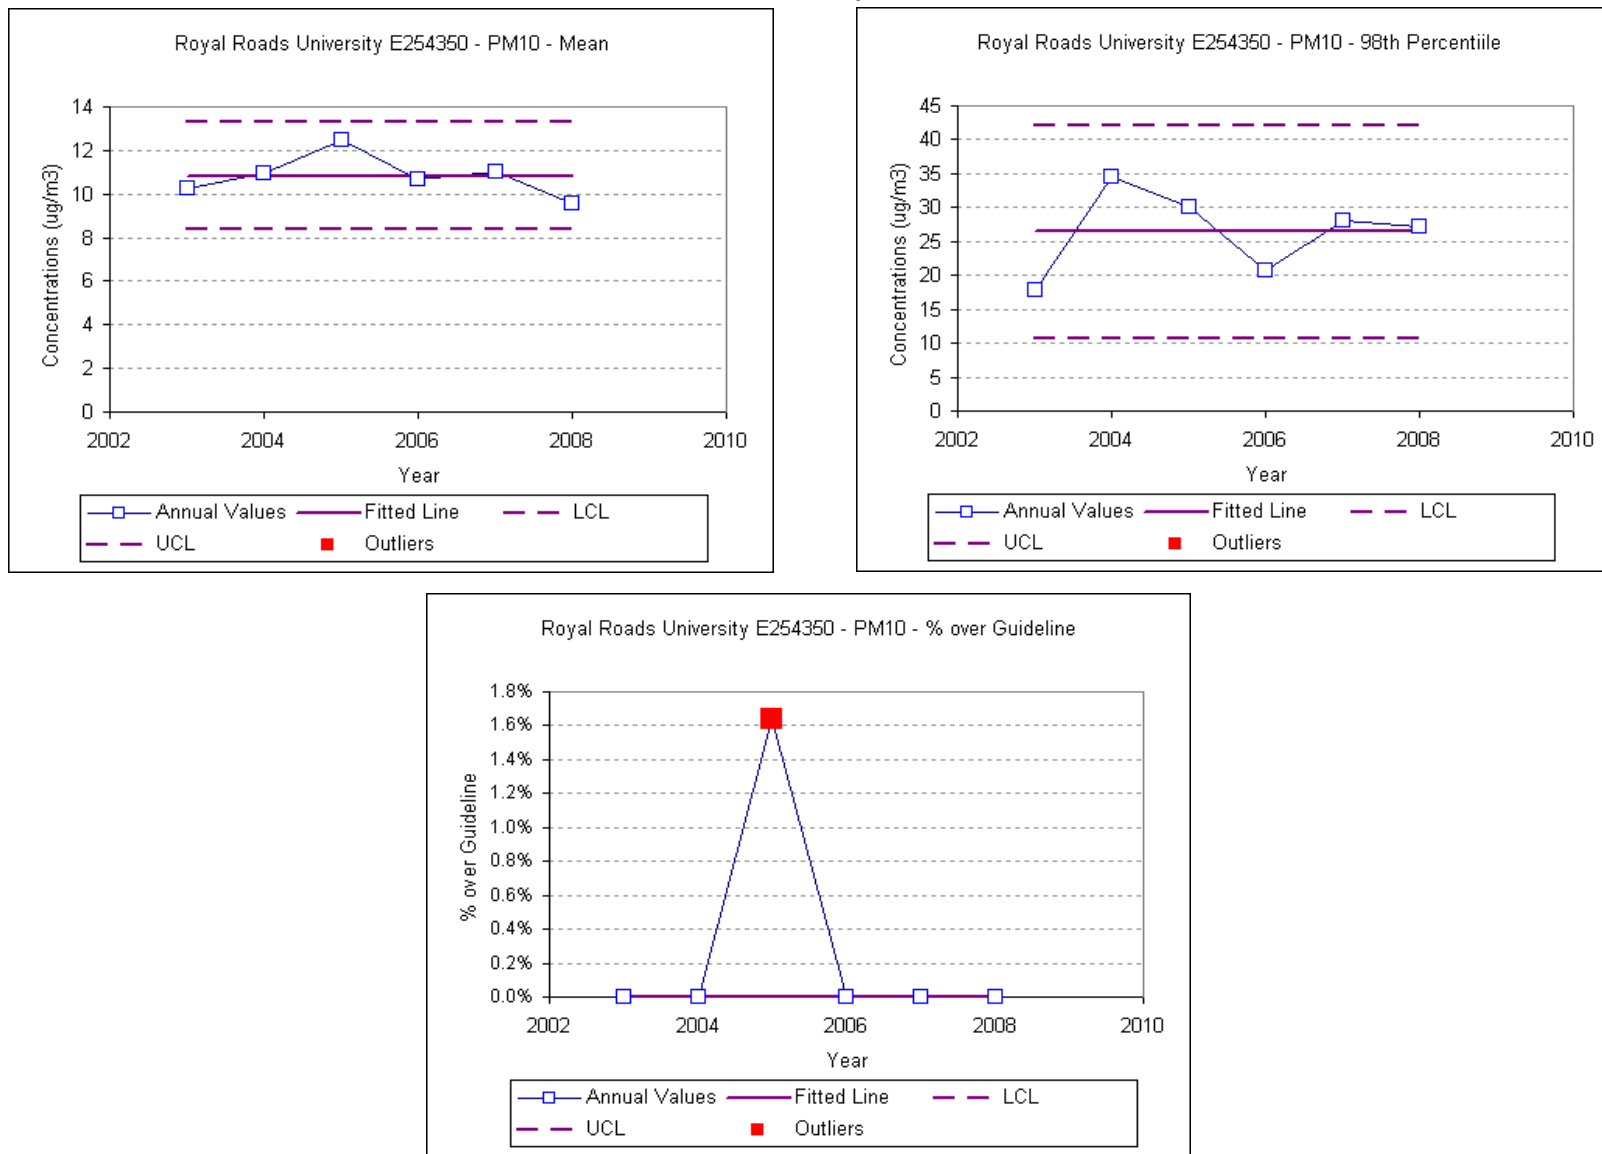 Royal Roads University E254350 - PM10 - Mean
14
12
10
8
6
4
2
0
Concentrations (ug/m3)
2002 2004 2006 2008 2010
Year
Annual Values Fitted Line LCL
UCL Outliers
Royal Roads University E254350 - PM10 - 98th Percentiile
45
40
35
30
25
20
15
10
5
0
Concentrations (ug/m3)
2002 2004 2006 2008 2010
Year
Annual Values Fitted Line LCL
UCL Outliers
Royal Roads University E254350 - PM10 - % over Guideline
1.8%
1.6%
1.4%
1.2%
1.0%
0.8%
0.6%
0.4%
0.2%
0.0%
% over Guideline
2002 2004 2006 2008 2010
Year
Annual Values Fitted Line LCL
UCL Outliers